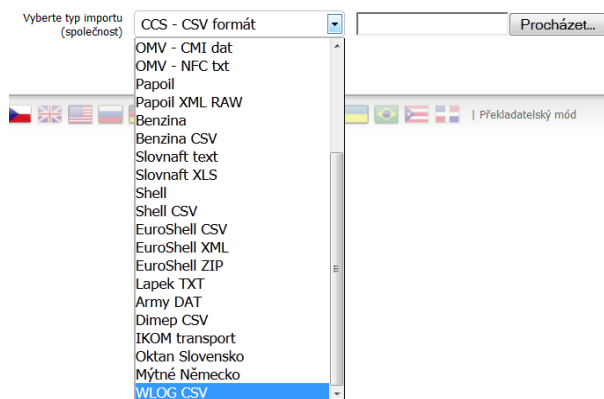 Vyberte typ importu
(společnost)
CCS - CSV formát
Procházet...
OMV - CMI dat
OMV - NFC txt
Papoil
Papoil XML RAW
Benzina
Benzina CSV
Slovnaft text
Slovnaft XLS
Shell
Shell CSV
EuroShell CSV
EuroShell XML
EuroShell ZIP
Lapek TXT
Army DAT
Dimep CSV
IKOM transport
Oktan Slovensko
Mýtné Německo
WLOG CSV
| Překladatelský mód